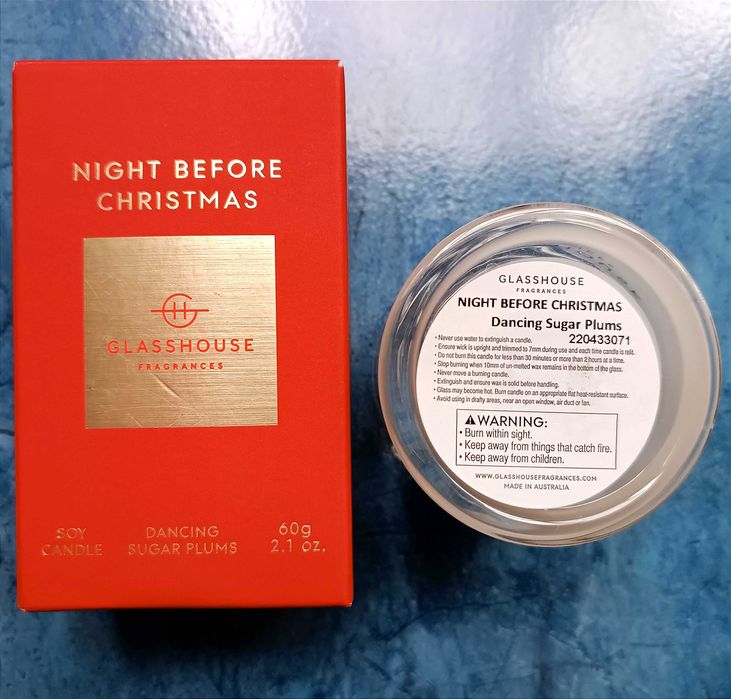 NIGHT BEFORE
CHRISTMAS
GLASSHOUSE
FRAGRANCES
SOY
CANDLE
DANCING
SUGAR PLUMS
60g
2.1 oz.
GLASSHOUSE
FRAGRANCES
NIGHT BEFORE CHRISTMAS
Dancing Sugar Plums
220433071
• Never use water to extinguish a candle.
• Ensure wick is upright and trimmed to 7mm during use and each time candle is relit.
• Do not burn this candle for less than 30 minutes or more than 2 hours at a time.
• Stop burning when 10mm of un-melted wax remains in the bottom of the glass.
• Never move a burning candle.
• Extinguish and ensure wax is solid before handling.
• Glass may become hot. Burn candle on an appropriate flat heat-resistant surface.
• Avoid using in drafty areas, near an open window, air duct or fan.
WARNING:
• Burn within sight.
• Keep away from things that catch fire.
• Keep away from children.
WWW.GLASSHOUSEFRAGRANCES.COM
MADE IN AUSTRALIA